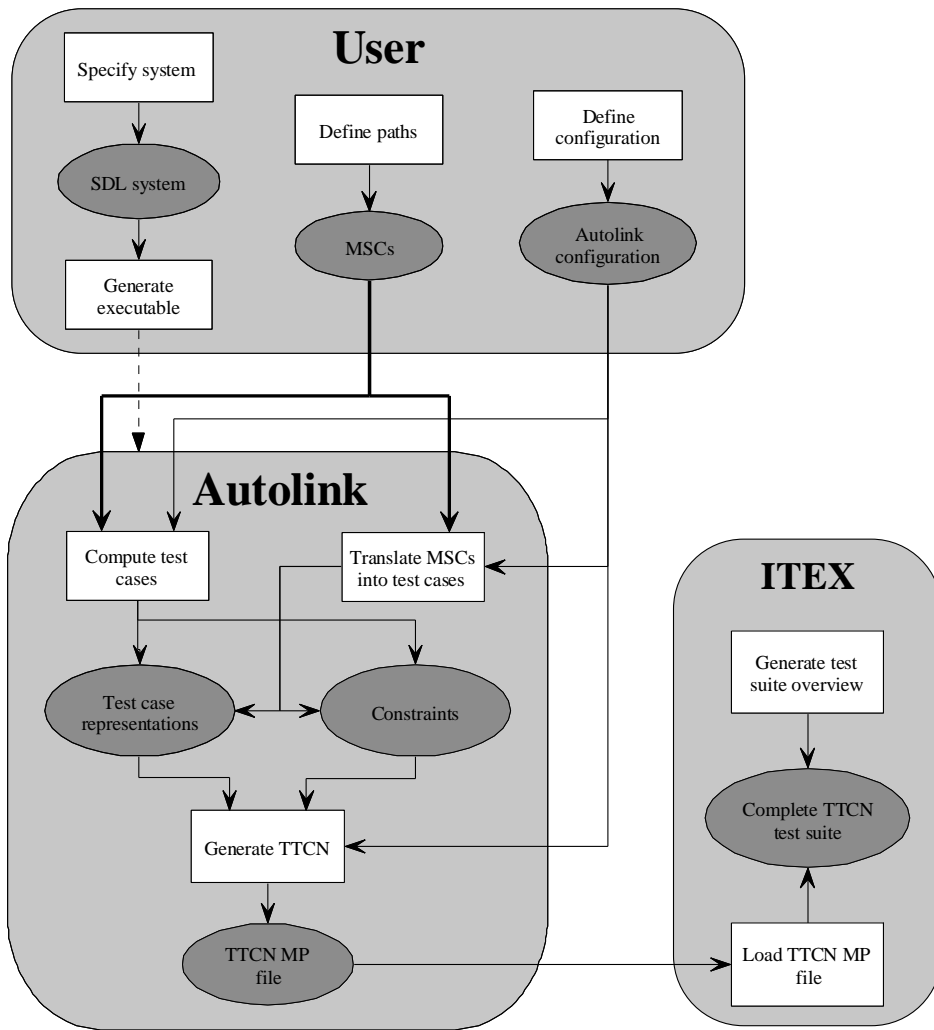 User
Specify system
Define paths
Define
configuration
SDL system
MSCs
Autolink
configuration
Generate
executable
Autolink
Compute test
cases
Translate MSCs
into test cases
Test case
representations
Constraints
Generate TTCN
TTCN MP
file
ITEX
Generate test
suite overview
Complete TTCN
test suite
Load TTCN MP
file